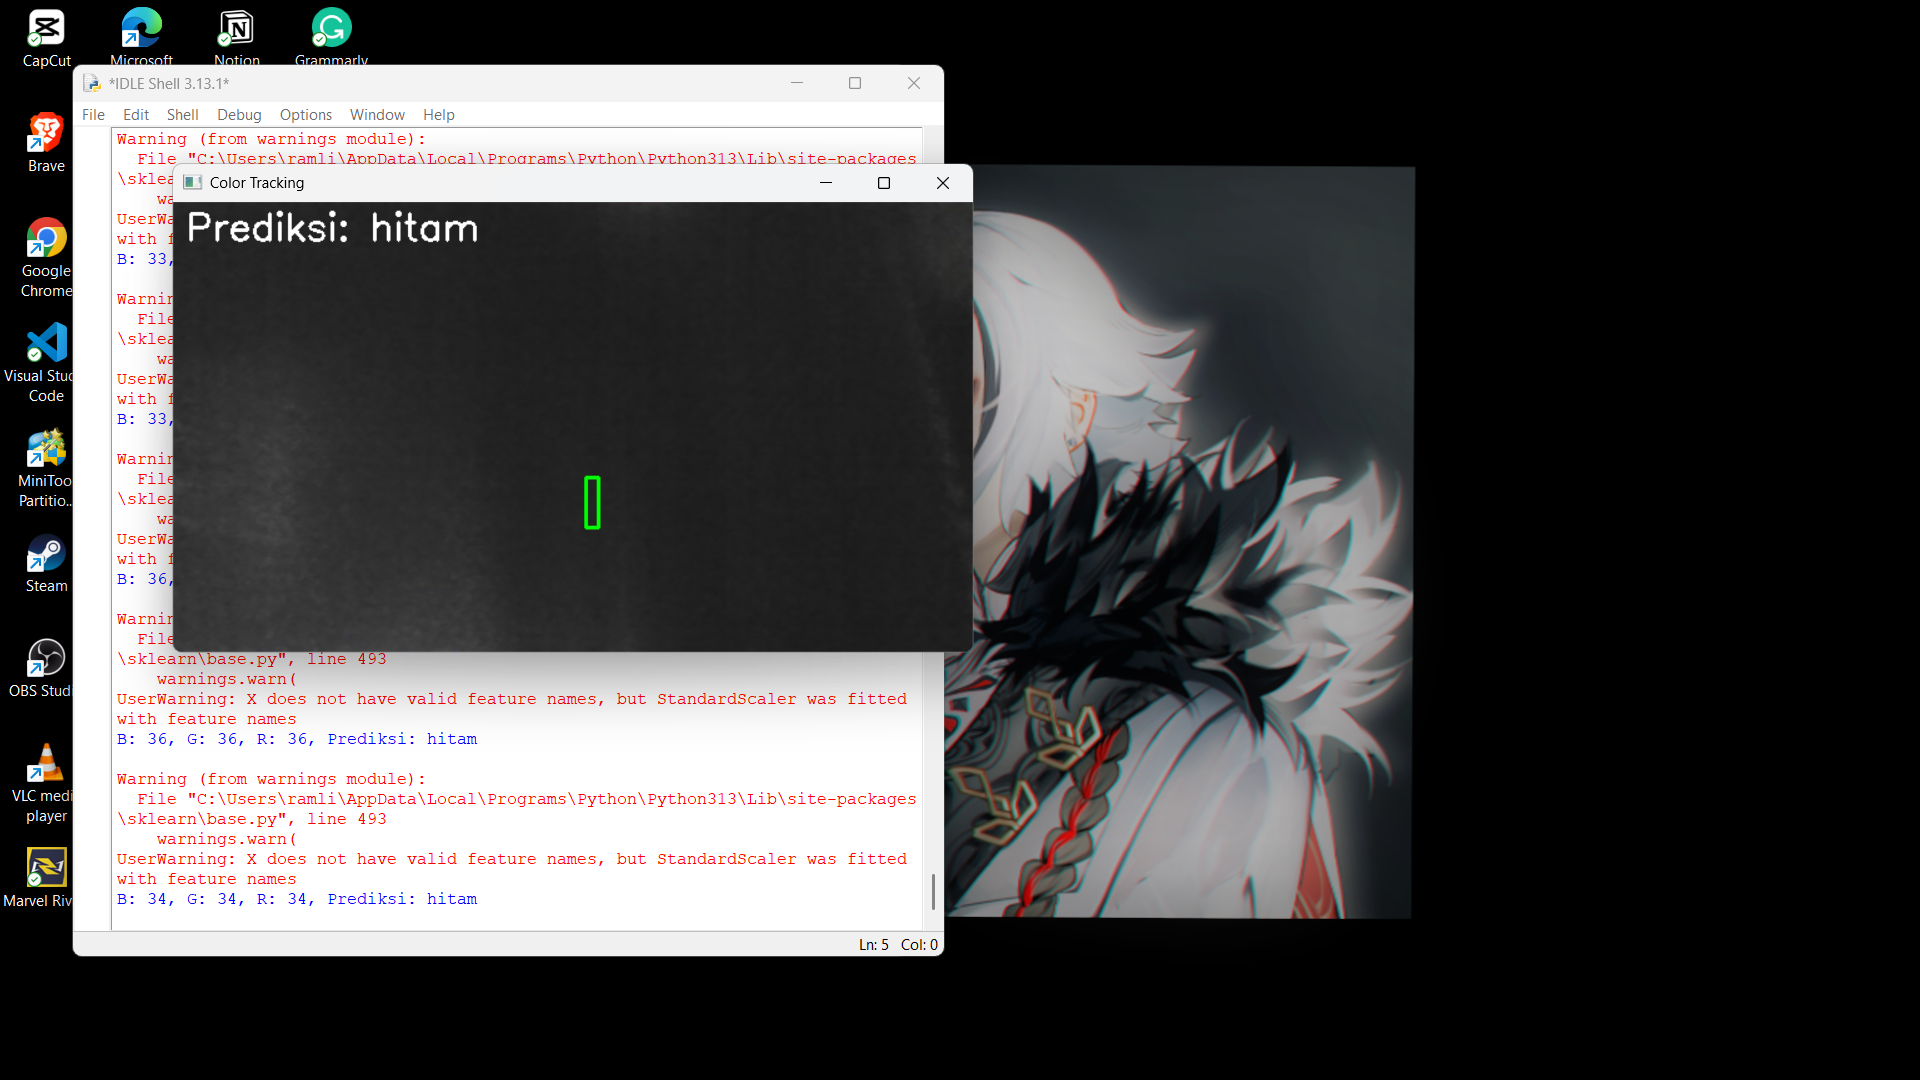 CapCut
Microsoft
Notion
Grammarly
Brave
Google
Chrome
Visual Stud
Code
MiniToo
Partitio...
Steam
OBS Studi
VLC medi
player
Marvel Riv
*IDLE Shell 3.13.1*
File Edit Shell Debug Options Window Help
Warning (from warnings module):
File "C:\Users\ramli\AppData\Local\Programs\Python\Python313\Lib\site-packages
\sklea
wa
UserWa
with f
B: 33,
Warnin
File
\sklea
wa
UserWa
with f
B: 33,
Warnin
File
\sklea
wa
UserWa
with f
B: 36,
Warnin
File
\sklearn\base.py", line 493
warnings.warn(
UserWarning: X does not have valid feature names, but StandardScaler was fitted
with feature names
B: 36, G: 36, R: 36, Prediksi: hitam
Warning (from warnings module):
File "C:\Users\ramli\AppData\Local\Programs\Python\Python313\Lib\site-packages
\sklearn\base.py", line 493
warnings.warn(
UserWarning: X does not have valid feature names, but StandardScaler was fitted
with feature names
B: 34, G: 34, R: 34, Prediksi: hitam
Ln: 5 Col: 0
Color Tracking
Prediksi: hitam